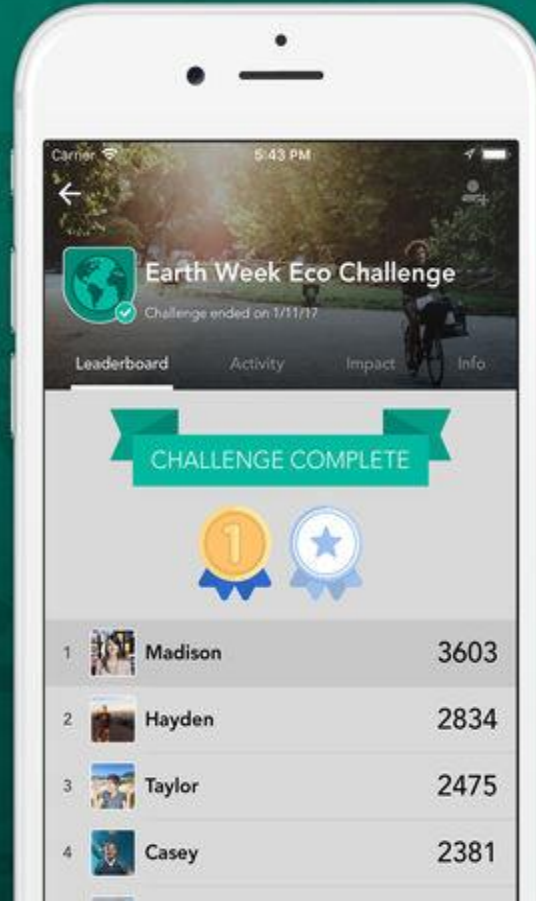 Carrier 5:43 PM
Earth Week Eco Challenge
Challenge ended on 1/11/17
Leaderboard Activity Impact Info
CHALLENGE COMPLETE
1
1 Madison 3603
2 Hayden 2834
3 Taylor 2475
4 Casey 2381